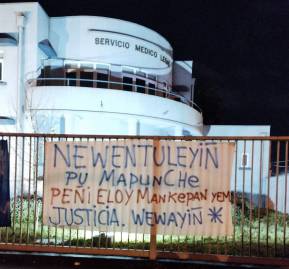 SERVICIO MEDICO LEGAL
NEWENTULEYIÑ
PU MAPUNCHE
PEÑI ELOY MANKEPAN YEM
JUSTICIA. WEWAYIÑ *